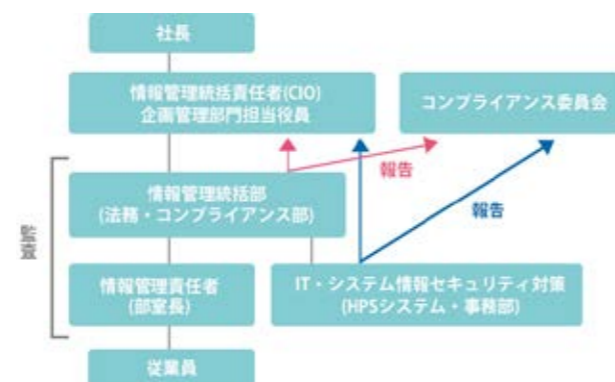 社長
情報管理統括責任者(CIO)
企画管理部門担当役員
コンプライアンス委員会
報告
情報管理統括部
(法務・コンプライアンス部)
報告
監査
情報管理責任者
(部室長)
IT・システム情報セキュリティ対策
(HPSシステム・事務部)
従業員